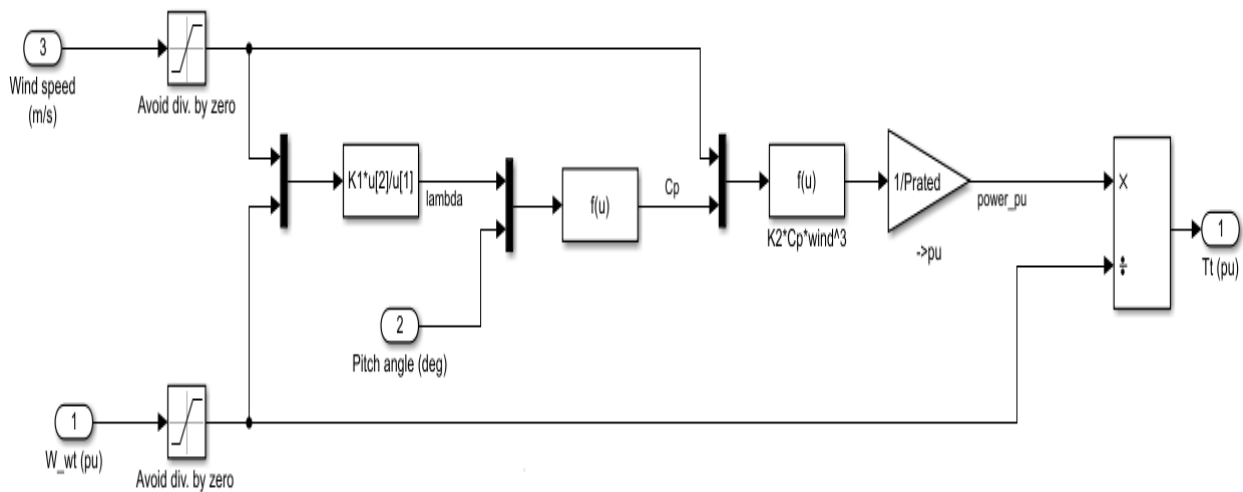 3
Wind speed
(m/s)
Avoid div. by zero
K1*u[2]/u[1]
lambda
f(u)
Cp
f(u)
K2*Cp*wind^3
1/Prated
->pu
power_pu
×
÷
1
Tt (pu)
2
Pitch angle (deg)
1
W_wt (pu)
Avoid div. by zero